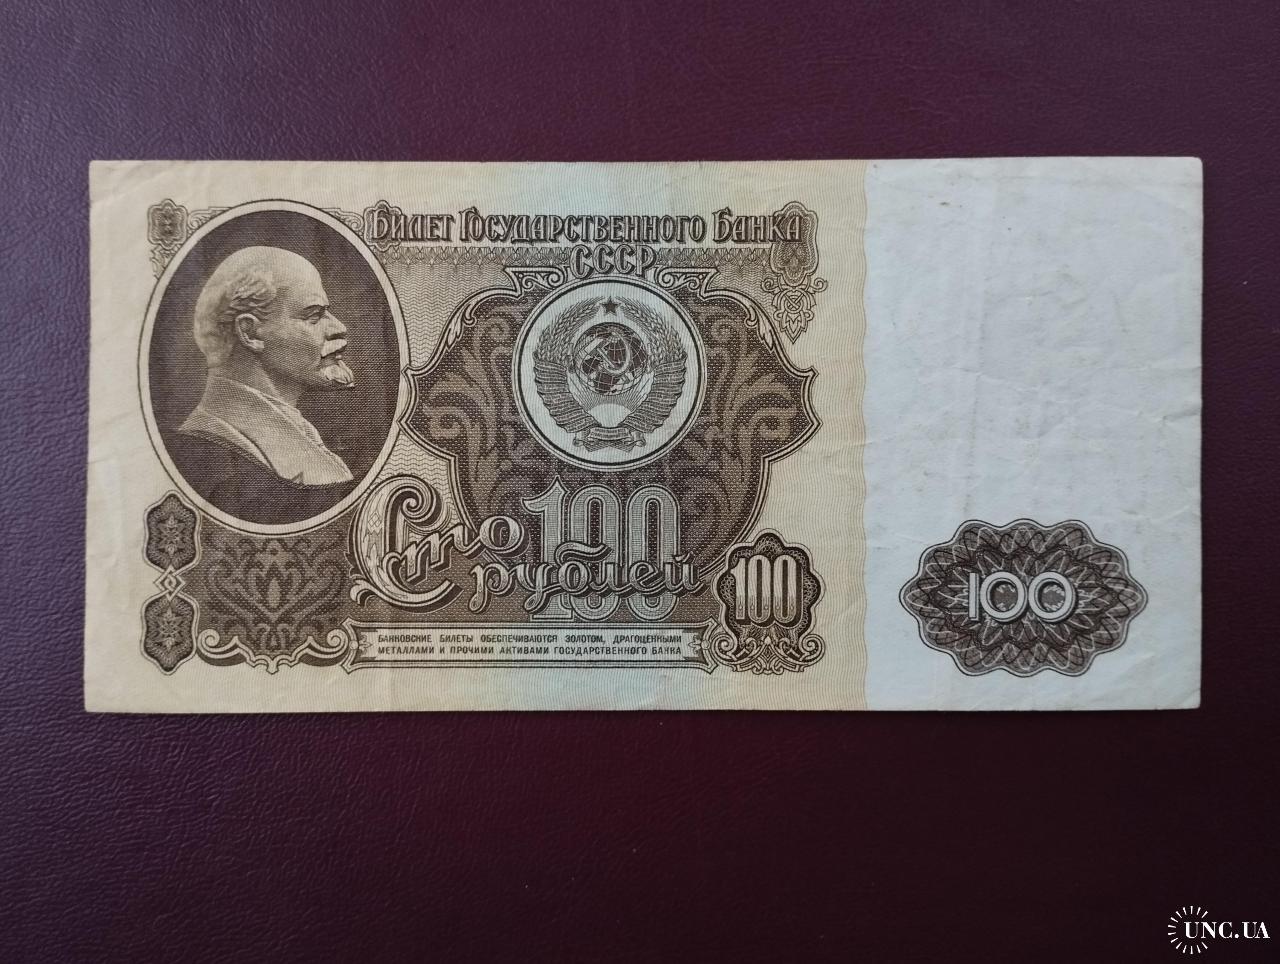 Билет Государственного Банка
СССР
100
Сто
рублей
100
100
БАНКОВСКИЕ БИЛЕТЫ ОБЕСПЕЧИВАЮТСЯ ЗОЛОТОМ, ДРАГОЦЕННЫМИ
МЕТАЛЛАМИ И ПРОЧИМИ АКТИВАМИ ГОСУДАРСТВЕННОГО БАНКА
UNC.UA